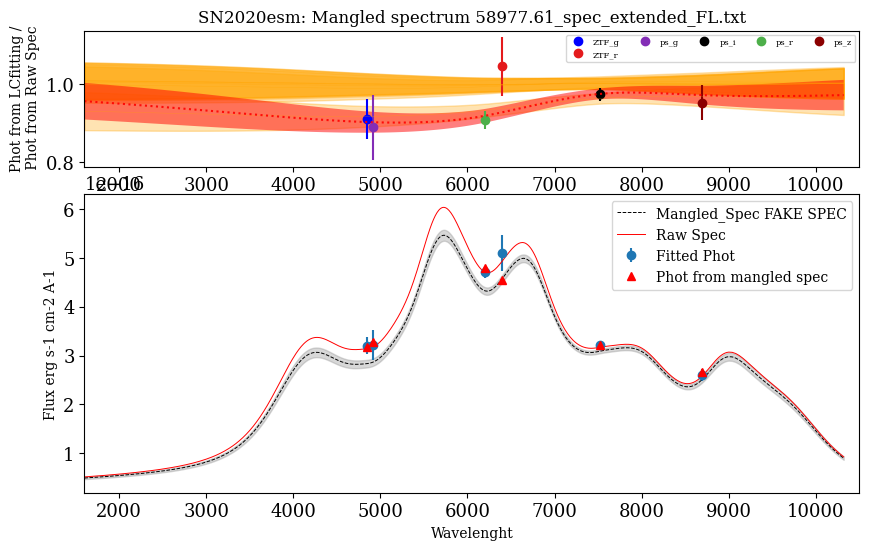 SN2020esm: Mangled spectrum 58977.61_spec_extended_FL.txt
Phot from LCfitting /
Phot from Raw Spec
1.0
0.8
ZTF_g ps_g ps_i ps_r ps_z
ZTF_r
2000 3000 4000 5000 6000 7000 8000 9000 10000
1e−16
Flux erg s-1 cm-2 A-1
6
5
4
3
2
1
Mangled_Spec FAKE SPEC
Raw Spec
Fitted Phot
Phot from mangled spec
2000 3000 4000 5000 6000 7000 8000 9000 10000
Wavelenght